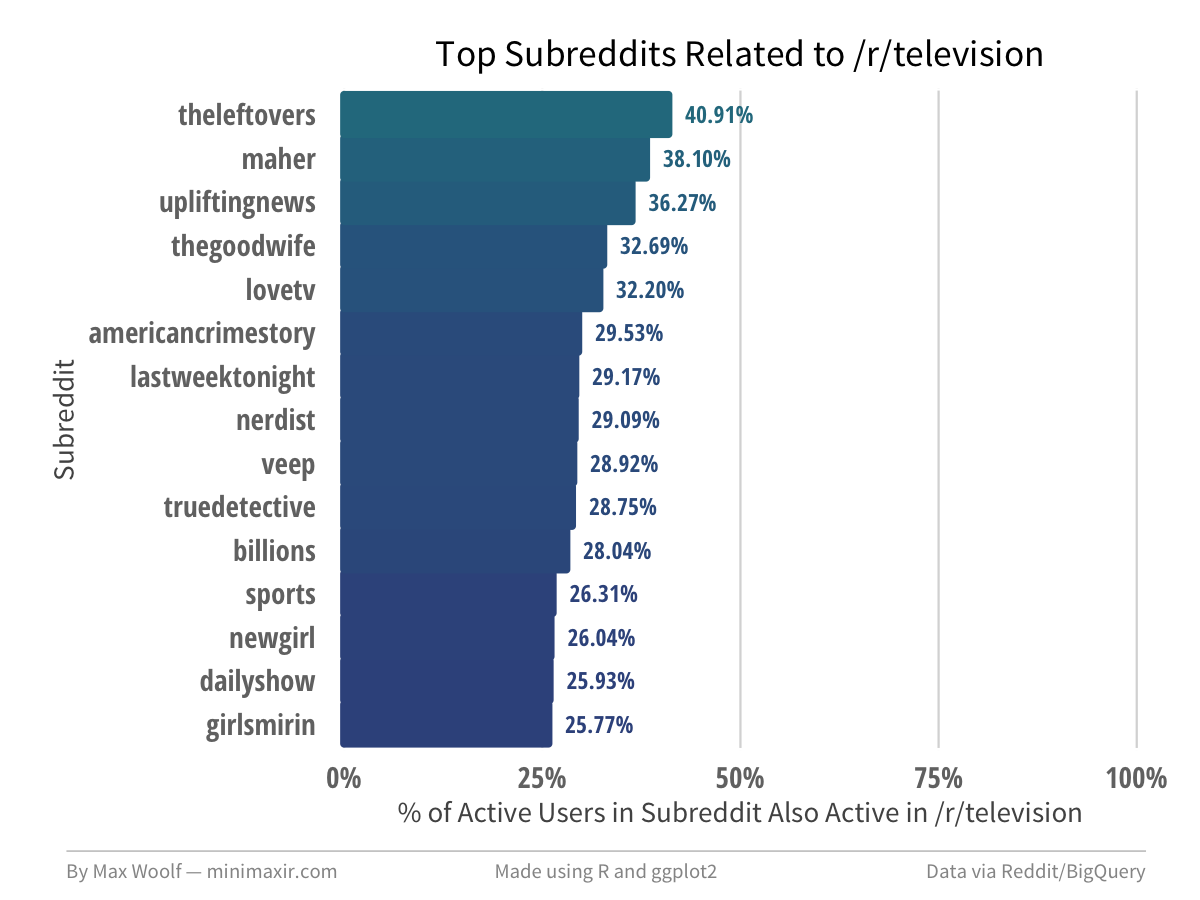 Top Subreddits Related to /r/television
theleftovers 40.91%
maher 38.10%
upliftingnews 36.27%
thegoodwife 32.69%
lovetv 32.20%
americancrimestory 29.53%
lastweektonight 29.17%
nerdist 29.09%
veep 28.92%
truedetective 28.75%
billions 28.04%
sports 26.31%
newgirl 26.04%
dailyshow 25.93%
girlsmirin 25.77%
Subreddit
0% 25% 50% 75% 100%
% of Active Users in Subreddit Also Active in /r/television
By Max Woolf — minimaxir.com Made using R and ggplot2 Data via Reddit/BigQuery